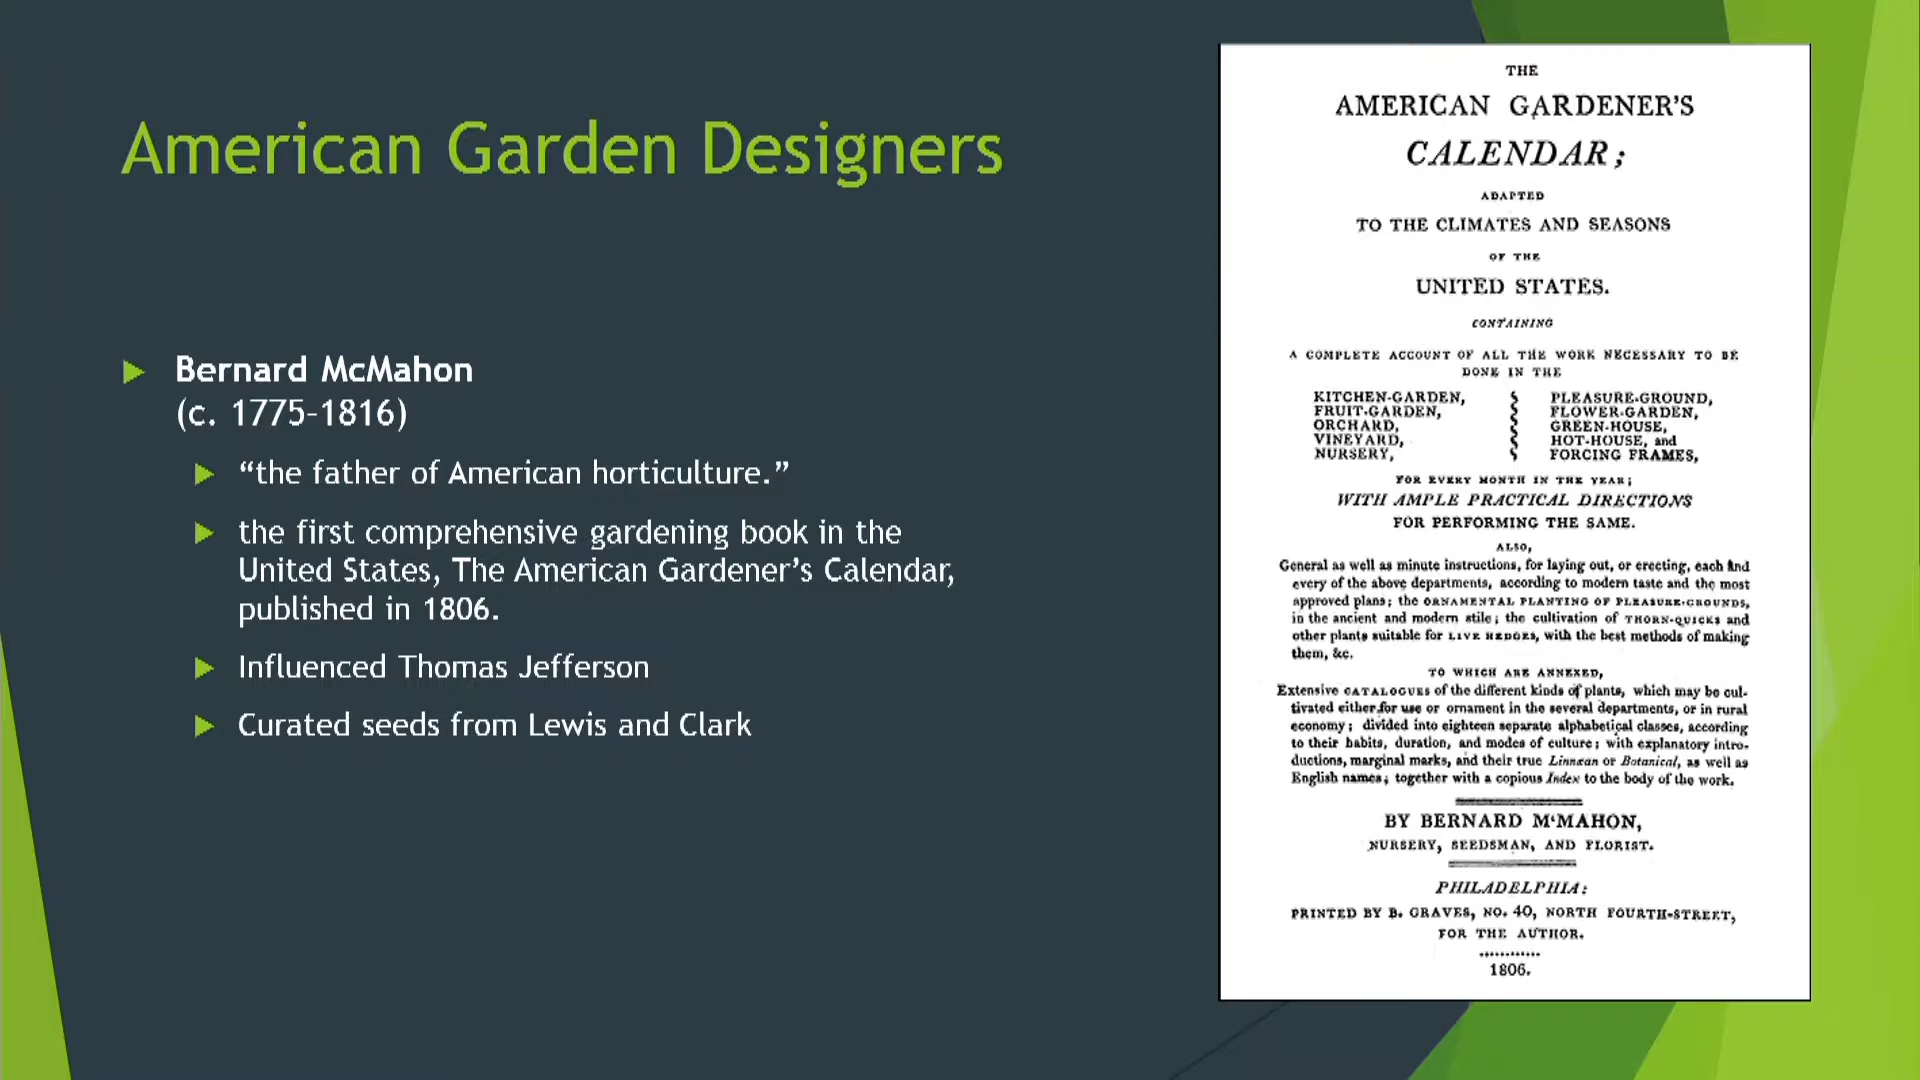 American Garden Designers
Bernard McMahon
(c. 1775–1816)
“the father of American horticulture.”
the first comprehensive gardening book in the
United States, The American Gardener’s Calendar,
published in 1806.
Influenced Thomas Jefferson
Curated seeds from Lewis and Clark
THE
AMERICAN GARDENER'S
CALENDAR;
ADAPTED
TO THE CLIMATES AND SEASONS
OF THE
UNITED STATES.
CONTAINING
A COMPLETE ACCOUNT OF ALL THE WORK NECESSARY TO BE
DONE IN THE
KITCHEN-GARDEN, PLEASURE-GROUND,
FRUIT-GARDEN, FLOWER-GARDEN,
ORCHARD, GREEN-HOUSE,
VINEYARD, HOT-HOUSE, and
NURSERY, FORCING FRAMES,
FOR EVERY MONTH IN THE YEAR;
WITH AMPLE PRACTICAL DIRECTIONS
FOR PERFORMING THE SAME.
ALSO,
General as well as minute instructions, for laying out, or erecting, each and
every of the above departments, according to modern taste and the most
approved plans; the ORNAMENTAL PLANTING OF PLEASURE-GROUNDS,
in the ancient and modern stile; the cultivation of THORN-QUICKS and
other plants suitable for LIVE HEDGES, with the best methods of making
them, &c.
TO WHICH ARE ANNEXED,
Extensive CATALOGUES of the different kinds of plants, which may be cul-
tivated either for use or ornament in the several departments, or in rural
economy; divided into eighteen separate alphabetical classes, according
to their habits, duration, and modes of culture; with explanatory intro-
ductions, marginal marks, and their true Linnæan or Botanical, as well as
English names; together with a copious Index to the body of the work.
BY BERNARD M‘MAHON,
NURSERY, SEEDSMAN, AND FLORIST.
PHILADELPHIA:
PRINTED BY B. GRAVES, NO. 40, NORTH FOURTH-STREET,
FOR THE AUTHOR.
1806.